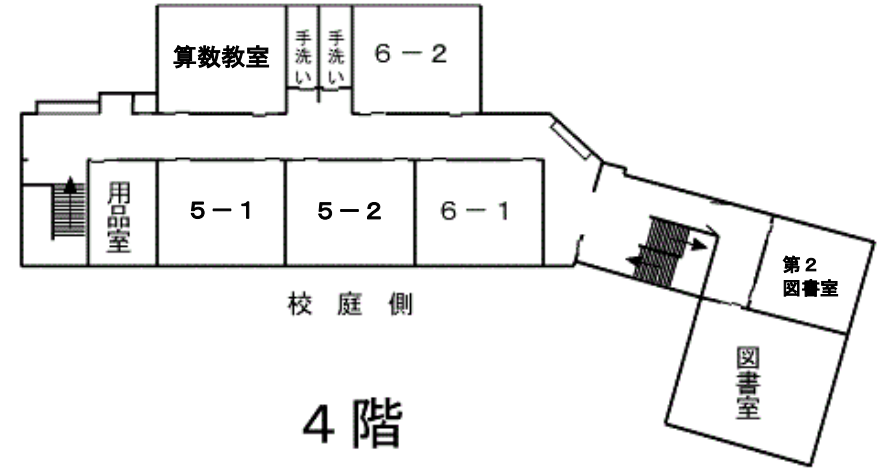 算数教室
手洗い
手洗い
６－２
用品室
５－１
５－２
６－１
第２
図書室
図書室
校庭側
４階